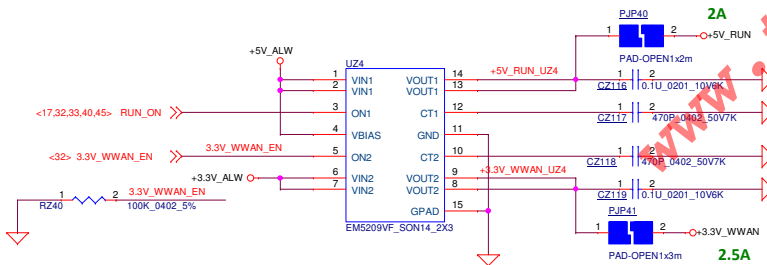 PJP40
2A
1 2
+5V_RUN
PAD-OPEN1x2m
+5V_ALW
UZ4
1 VIN1 VOUT1 14 +5V_RUN_UZ4
2 VIN1 VOUT1 13
CZ116 1 2 0.1U_0201_10V6K
<17,32,33,40,45> RUN_ON 3 ON1 CT1 12
CZ117 1 2 470P_0402_50V7K
4 VBIAS GND 11
<32> 3.3V_WWAN_EN 3.3V_WWAN_EN 5 ON2 CT2 10
CZ118 1 2 470P_0402_50V7K
+3.3V_ALW 6 VIN2 VOUT2 9 +3.3V_WWAN_UZ4
7 VIN2 VOUT2 8
CZ119 1 2 0.1U_0201_10V6K
RZ40 1 2 3.3V_WWAN_EN
100K_0402_5%
GPAD 15
EM5209VF_SON14_2X3
PJP41
1 2
+3.3V_WWAN
PAD-OPEN1x3m
2.5A
www.